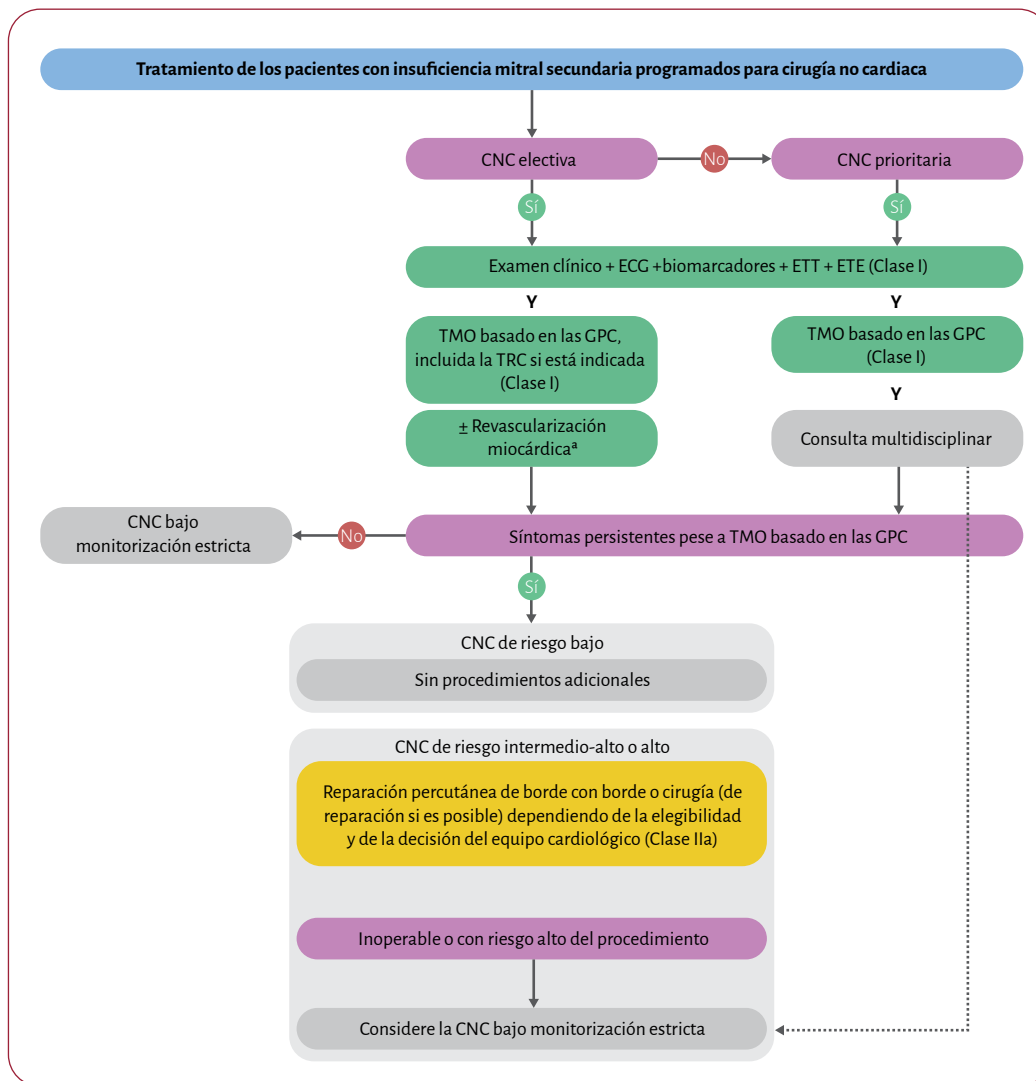 Tratamiento de los pacientes con insuficiencia mitral secundaria programados para cirugía no cardiaca
CNC electiva
No
CNC prioritaria
Sí
Sí
Examen clínico + ECG +biomarcadores + ETT + ETE (Clase I)
Y
Y
TMO basado en las GPC,
incluida la TRC si está indicada
(Clase I)
TMO basado en las GPC
(Clase I)
Y
± Revascularización
miocárdicaª
Consulta multidisciplinar
CNC bajo
monitorización estricta
No
Síntomas persistentes pese a TMO basado en las GPC
Sí
CNC de riesgo bajo
Sin procedimientos adicionales
CNC de riesgo intermedio-alto o alto
Reparación percutánea de borde con borde o cirugía (de
reparación si es posible) dependiendo de la elegibilidad
y de la decisión del equipo cardiológico (Clase IIa)
Inoperable o con riesgo alto del procedimiento
Considere la CNC bajo monitorización estricta